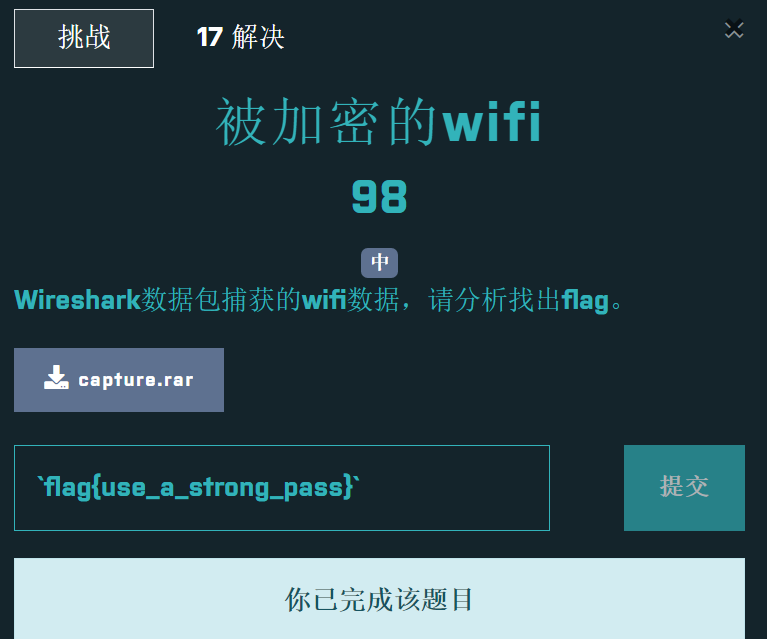 挑战 17 解决
被加密的wifi
98
中
Wireshark数据包捕获的wifi数据，请分析找出flag。
capture.rar
`flag{use_a_strong_pass}` 提交
你已完成该题目